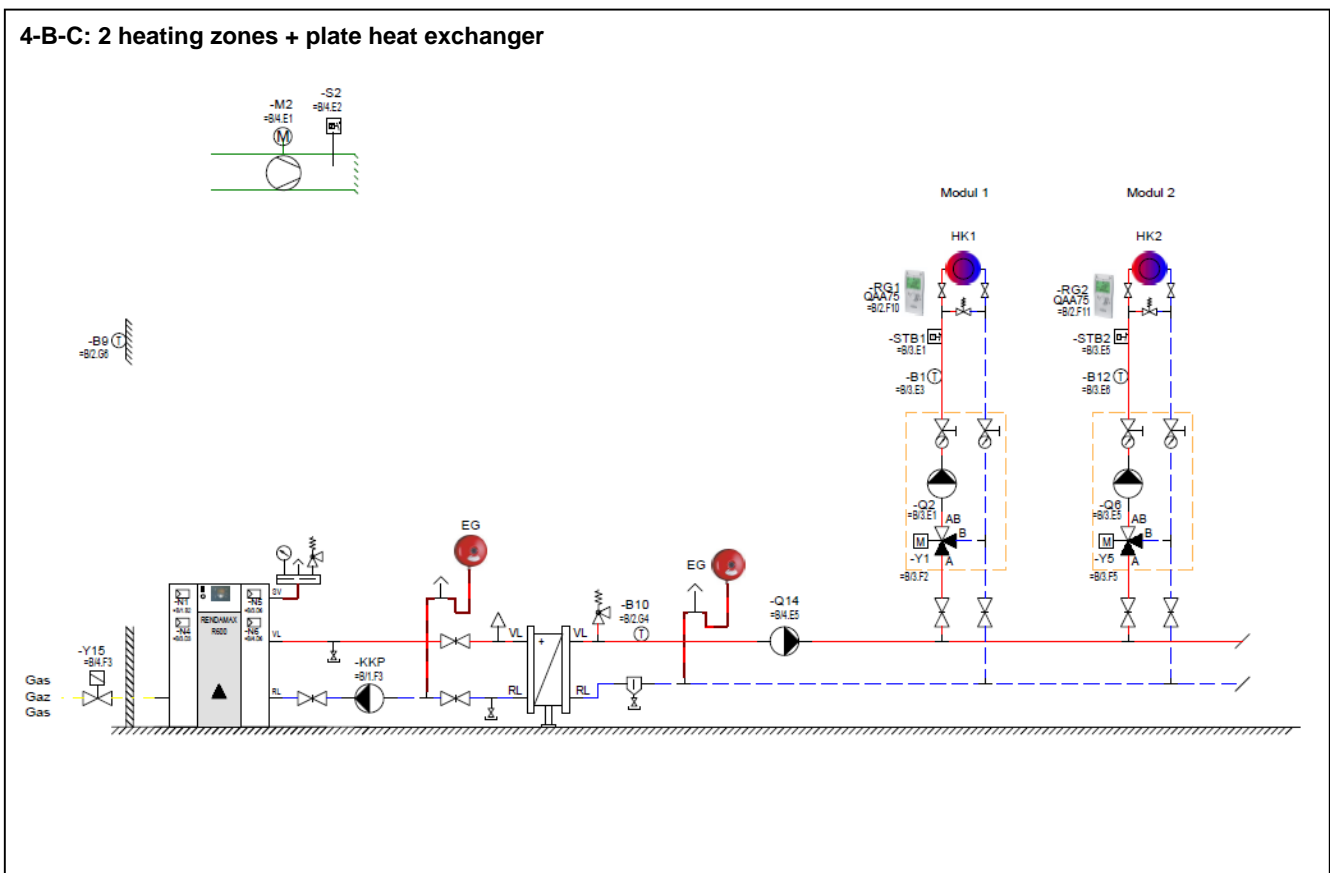 4-B-C: 2 heating zones + plate heat exchanger
-M2
=B/4.E1
M
-S2
=B/4.E2
Modul 1
Modul 2
HK1
HK2
-RG1
QAA75
=B/2.F10
-RG2
QAA75
=B/2.F11
-B9
T
=B/2.G6
-STB1
=B/3.E1
-STB2
=B/3.E5
-B1
T
=B/3.E3
-B12
T
=B/3.E6
-Q2
=B/3.E1
AB
B
M
-Y1
A
=B/3.F2
-Q6
=B/3.E5
AB
B
M
-Y5
A
=B/3.F5
EG
EG
-N1
-N5
-N4
-N6
RENDAMAX
R600
VL
RL
-KKP
=B/1.F3
VL
VL
RL
RL
-B10
=B/2.G4
T
-Q14
=B/4.E5
-Y15
=B/4.F3
Gas
Gaz
Gas